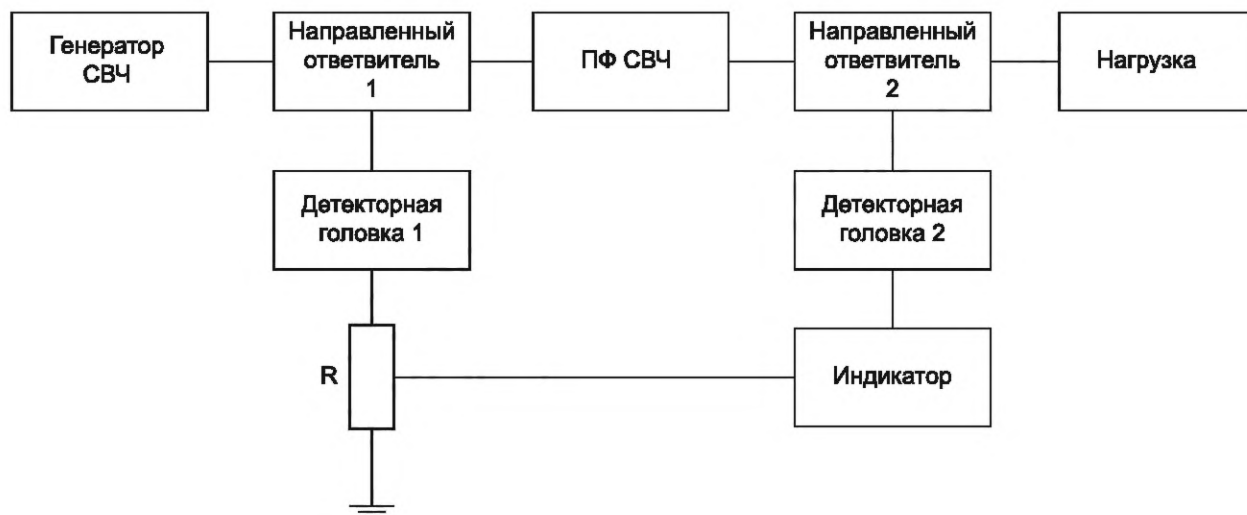 Генератор
СВЧ
Направленный
ответвитель
1
ПФ СВЧ
Направленный
ответвитель
2
Нагрузка
Детекторная
головка 1
Детекторная
головка 2
R
Индикатор